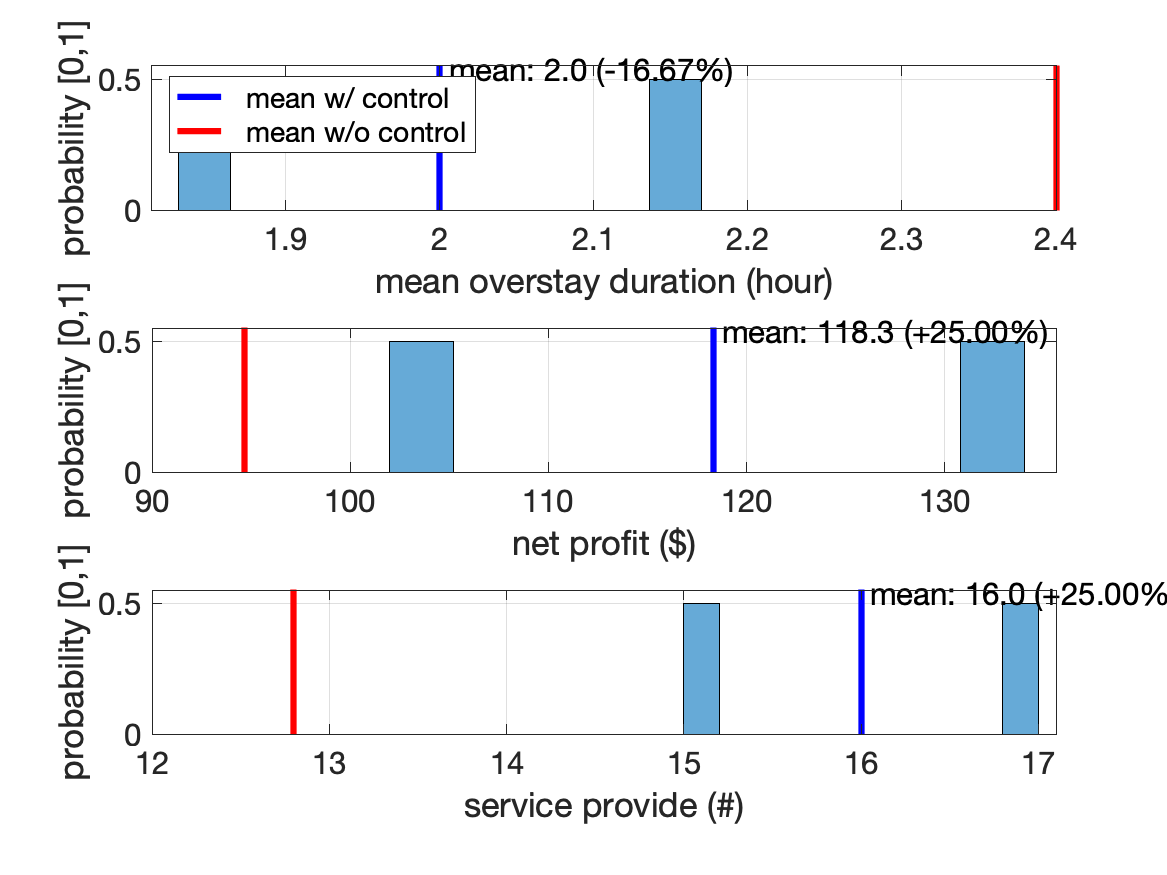 probability [0,1]
0.5
0
mean: 2.0 (-16.67%)
mean w/ control
mean w/o control
1.9
2
2.1
2.2
2.3
2.4
mean overstay duration (hour)
probability [0,1]
0.5
0
mean: 118.3 (+25.00%)
90
100
110
120
130
net profit ($)
probability [0,1]
0.5
0
mean: 16.0 (+25.00%
12
13
14
15
16
17
service provide (#)